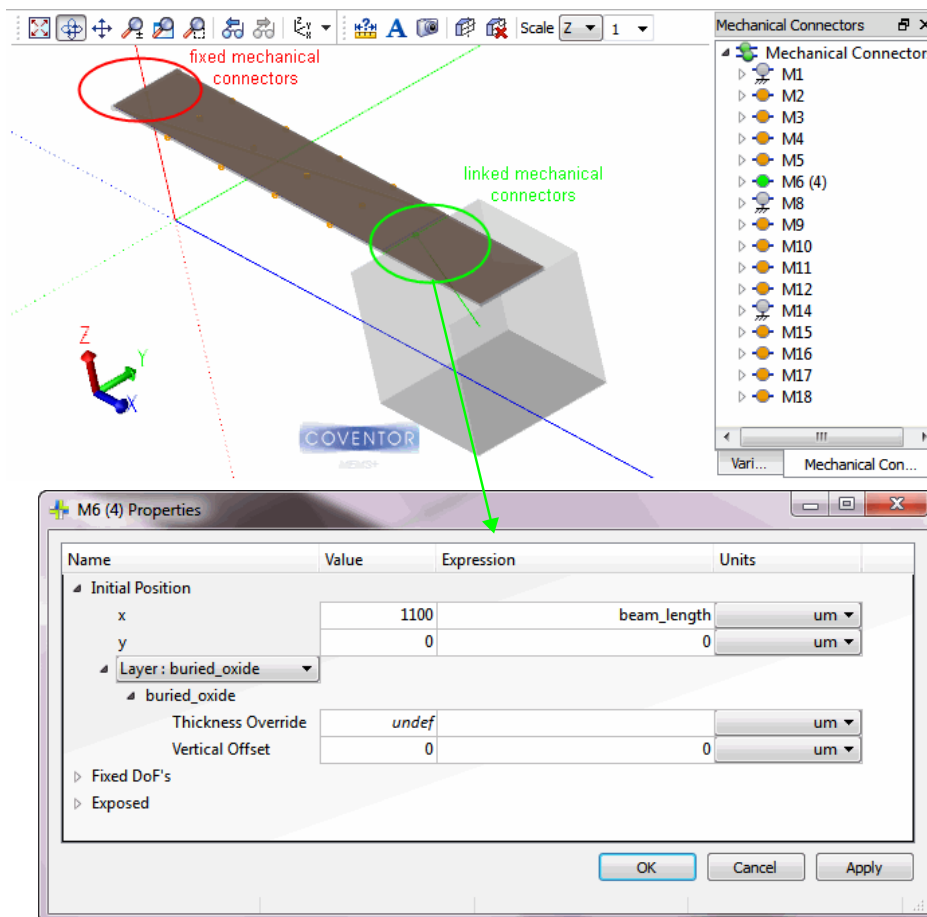 Scale Z 1
fixed mechanical
connectors
linked mechanical
connectors
Z
Y
X
COVENTOR
MEMS+
Mechanical Connectors
Mechanical Connector
M1
M2
M3
M4
M5
M6 (4)
M8
M9
M10
M11
M12
M14
M15
M16
M17
M18
Vari... Mechanical Con...
M6 (4) Properties
Name Value Expression Units
Initial Position
x 1100 beam_length um
y 0 0 um
Layer : buried_oxide
buried_oxide
Thickness Override undef um
Vertical Offset 0 0 um
Fixed DoF's
Exposed
OK Cancel Apply